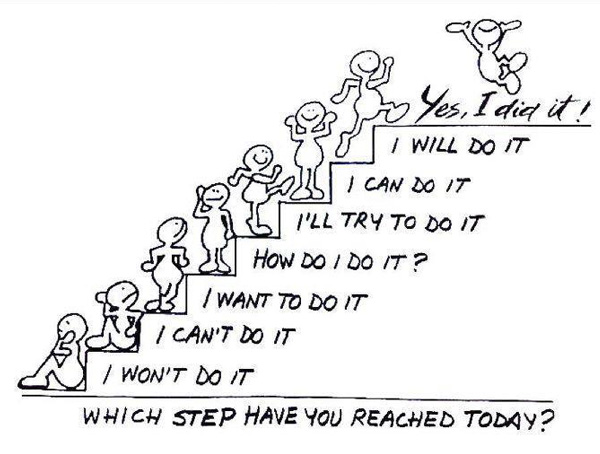 Yes, I did it!
I WILL DO IT
I CAN DO IT
I'LL TRY TO DO IT
HOW DO I DO IT?
I WANT TO DO IT
I CAN'T DO IT
I WON'T DO IT
WHICH STEP HAVE YOU REACHED TODAY?